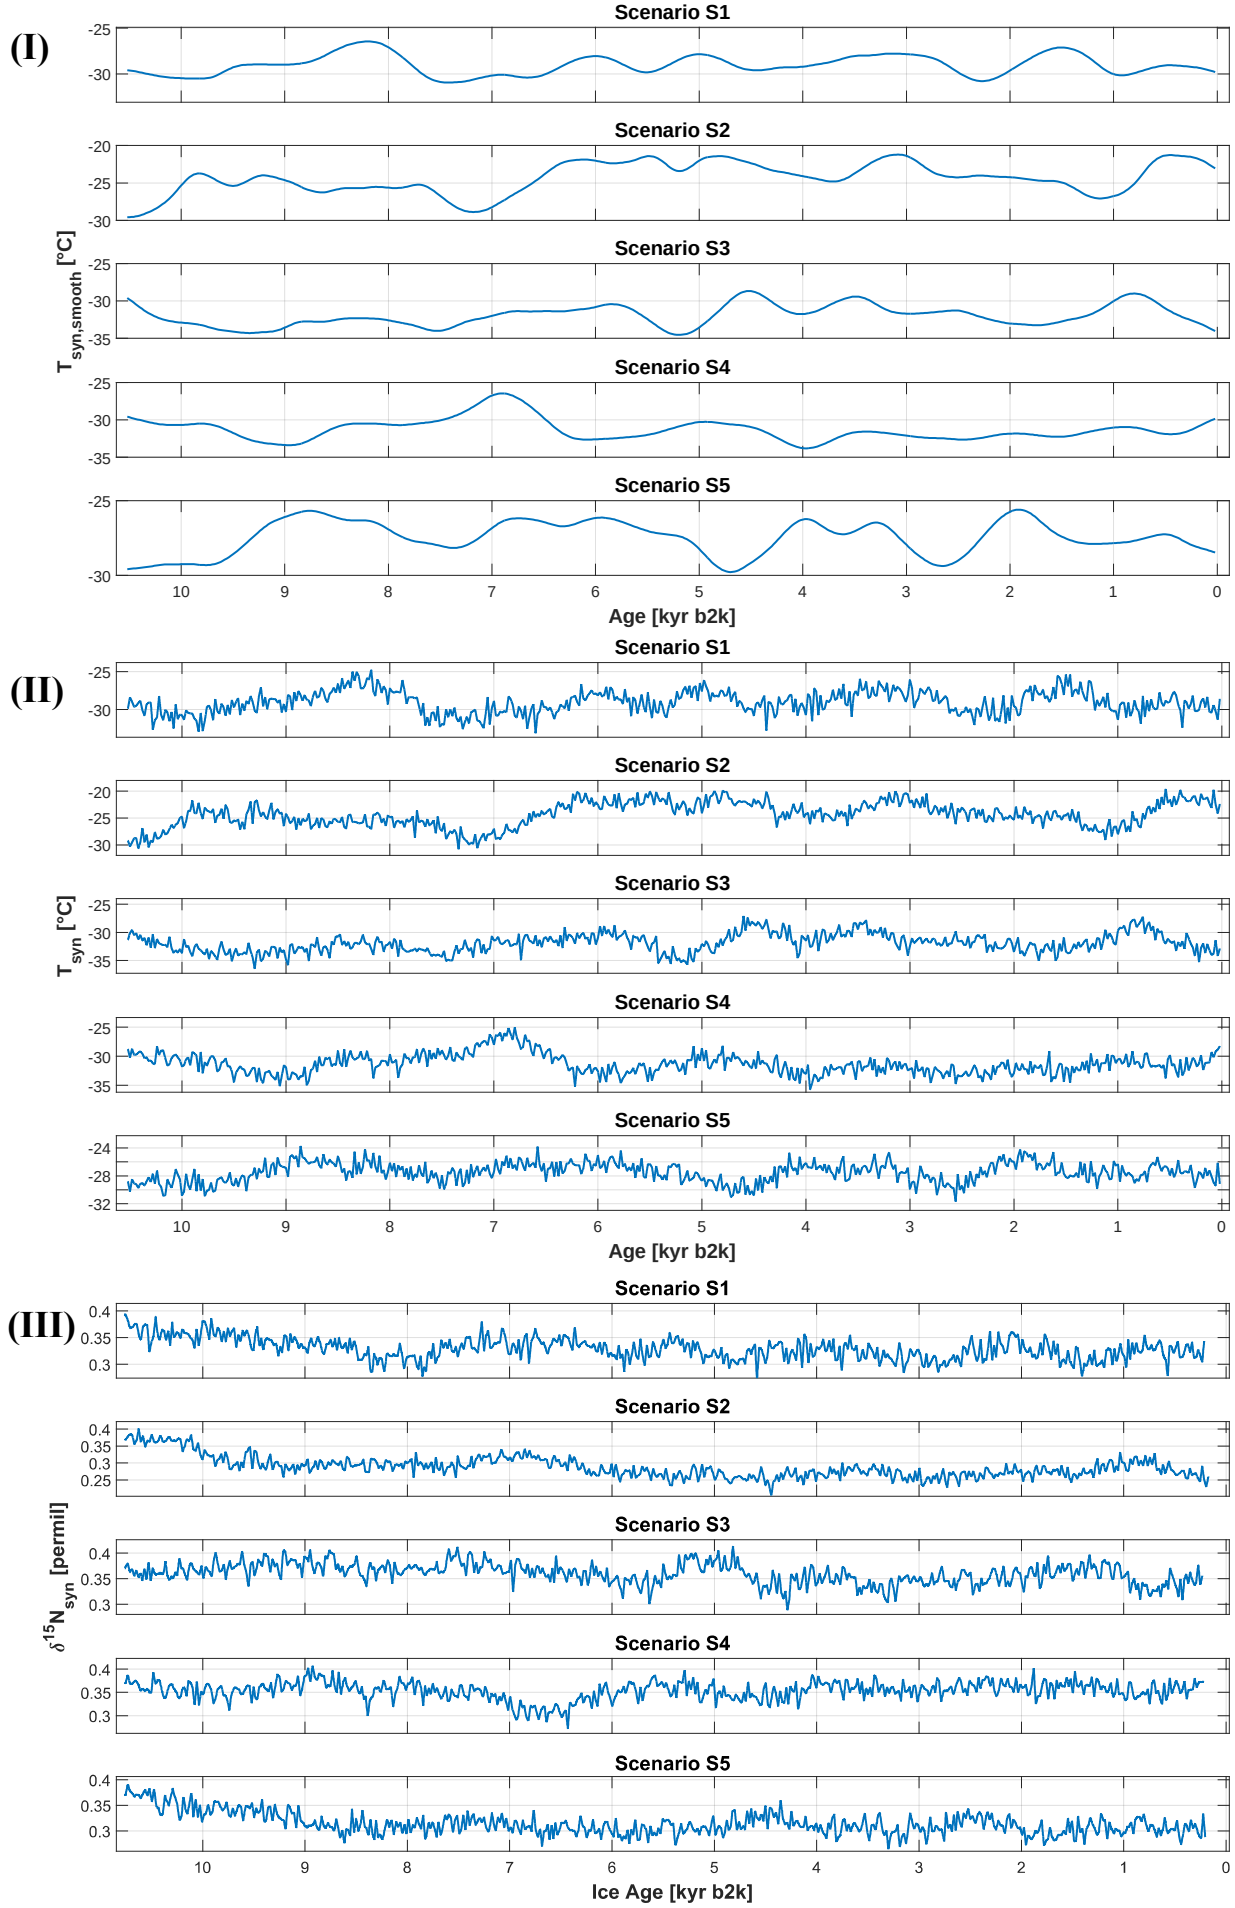 (I)
Scenario S1
-25
-30
Scenario S2
-20
-25
-30
Scenario S3
-25
-30
-35
Scenario S4
-25
-30
-35
Scenario S5
-25
-30
T syn,smooth [°C]
10 9 8 7 6 5 4 3 2 1 0
Age [kyr b2k]
(II)
Scenario S1
-25
-30
Scenario S2
-20
-25
-30
Scenario S3
-25
-30
-35
Scenario S4
-25
-30
-35
Scenario S5
-24
-28
-32
T syn [°C]
10 9 8 7 6 5 4 3 2 1 0
Age [kyr b2k]
(III)
Scenario S1
0.4
0.35
0.3
Scenario S2
0.4
0.35
0.3
0.25
Scenario S3
0.4
0.35
0.3
Scenario S4
0.4
0.35
0.3
Scenario S5
0.4
0.35
0.3
δ15N syn [permil]
10 9 8 7 6 5 4 3 2 1 0
Ice Age [kyr b2k]